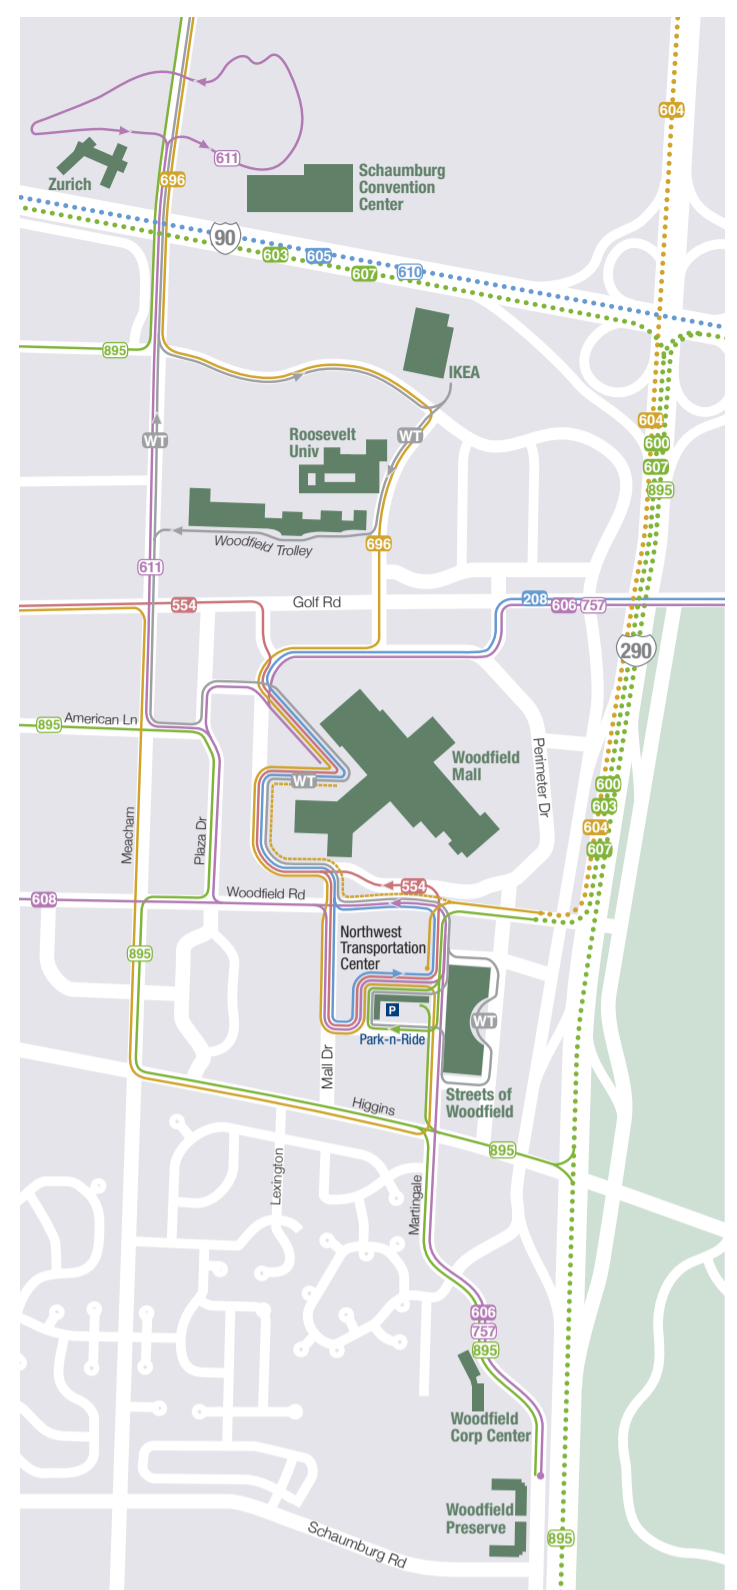 604
611
Zurich
696
Schaumburg
Convention
Center
90
603
605
607
610
895
IKEA
604
WT
WT
Roosevelt
Univ
600
607
895
Woodfield Trolley
696
611
554
Golf Rd
208
606
757
290
895
American Ln
Woodfield
Mall
Perimeter Dr
WT
600
603
604
607
Meacham
Plaza Dr
608
Woodfield Rd
554
895
Northwest
Transportation
Center
P
Park-n-Ride
WT
Mall Dr
Streets of
Woodfield
Higgins
895
Lexington
Martingale
606
757
895
Woodfield
Corp Center
Woodfield
Preserve
Schaumburg Rd
895